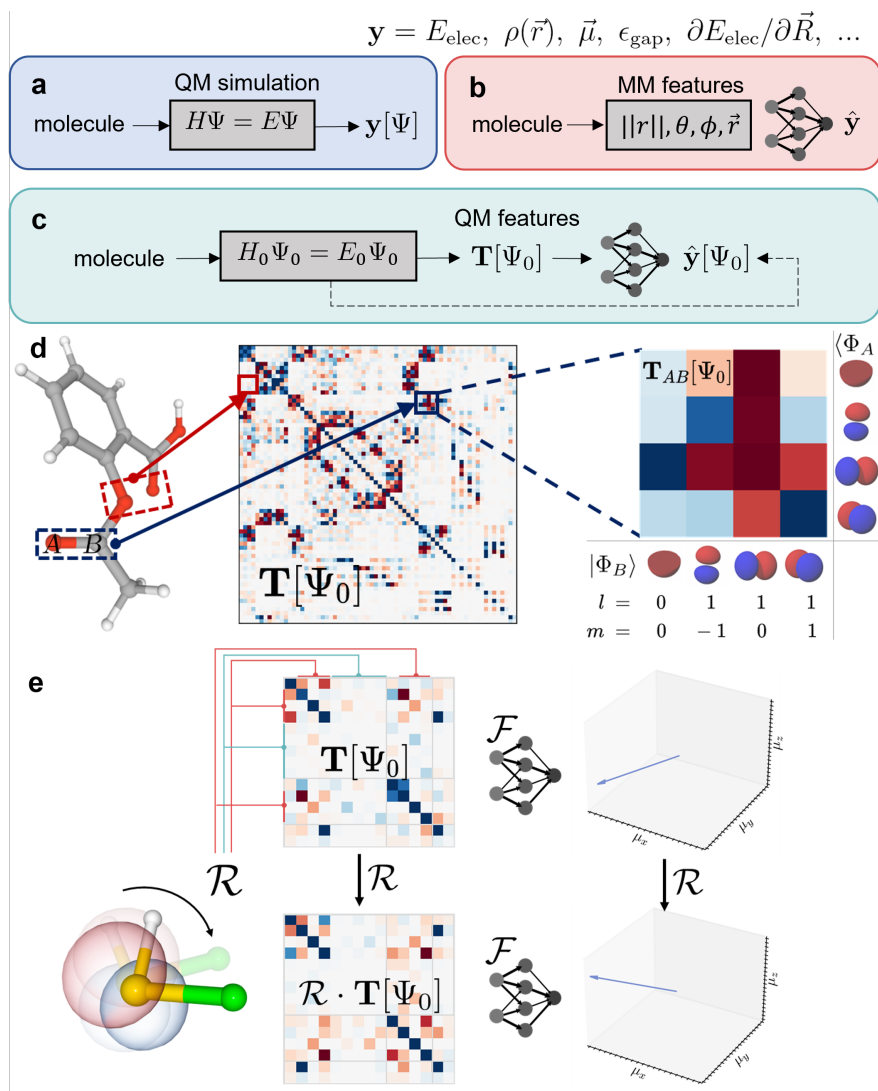 y = E_elec, ρ(r⃗), μ⃗, ϵ_gap, ∂E_elec/∂R⃗, ...
a
QM simulation
molecule
HΨ = EΨ
y[Ψ]
b
MM features
molecule
||r||, θ, ϕ, r⃗
ŷ
c
QM features
molecule
H₀Ψ₀ = E₀Ψ₀
T[Ψ₀]
ŷ[Ψ₀]
d
A B
T[Ψ₀]
T_AB[Ψ₀]
⟨Φ_A
|Φ_B⟩
l = 0 1 1 1
m = 0 −1 0 1
e
T[Ψ₀]
ℱ
μ_x
μ_y
μ_z
ℛ
ℛ
ℛ
ℛ · T[Ψ₀]
ℱ
μ_x
μ_y
μ_z